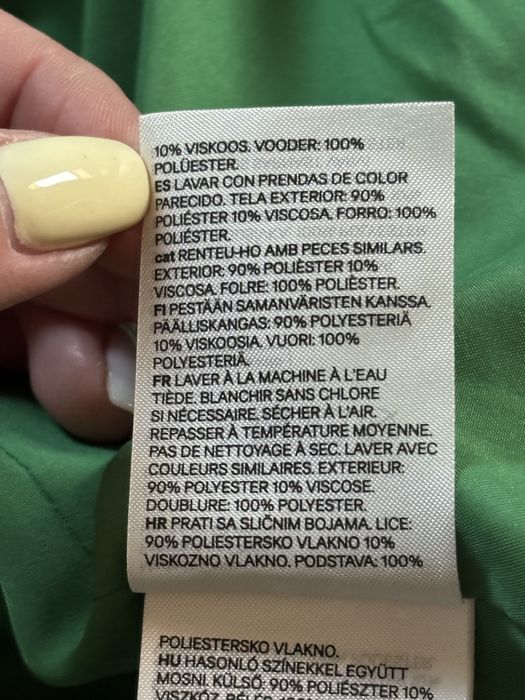 10% VISKOOS. VOODER: 100%
POLÜESTER.
ES LAVAR CON PRENDAS DE COLOR
PARECIDO. TELA EXTERIOR: 90%
POLIÉSTER 10% VISCOSA. FORRO: 100%
POLIÉSTER.
cat RENTEU-HO AMB PECES SIMILARS.
EXTERIOR: 90% POLIÈSTER 10%
VISCOSA. FOLRE: 100% POLIÈSTER.
FI PESTÄÄN SAMANVÄRISTEN KANSSA.
PÄÄLLISKANGAS: 90% POLYESTERIÄ
10% VISKOOSIA. VUORI: 100%
POLYESTERIÄ.
FR LAVER À LA MACHINE À L'EAU
TIÈDE. BLANCHIR SANS CHLORE
SI NÉCESSAIRE. SÉCHER À L'AIR.
REPASSER À TEMPÉRATURE MOYENNE.
PAS DE NETTOYAGE À SEC. LAVER AVEC
COULEURS SIMILAIRES. EXTERIEUR:
90% POLYESTER 10% VISCOSE.
DOUBLURE: 100% POLYESTER.
HR PRATI SA SLIČNIM BOJAMA. LICE:
90% POLIESTERSKO VLAKNO 10%
VISKOZNO VLAKNO. PODSTAVA: 100%
POLIESTERSKO VLAKNO.
HU HASONLÓ SZÍNEKKEL EGYÜTT
MOSNI. KÜLSŐ: 90% POLIÉSZTER 10%
VISZKÓZ. BÉLÉS: